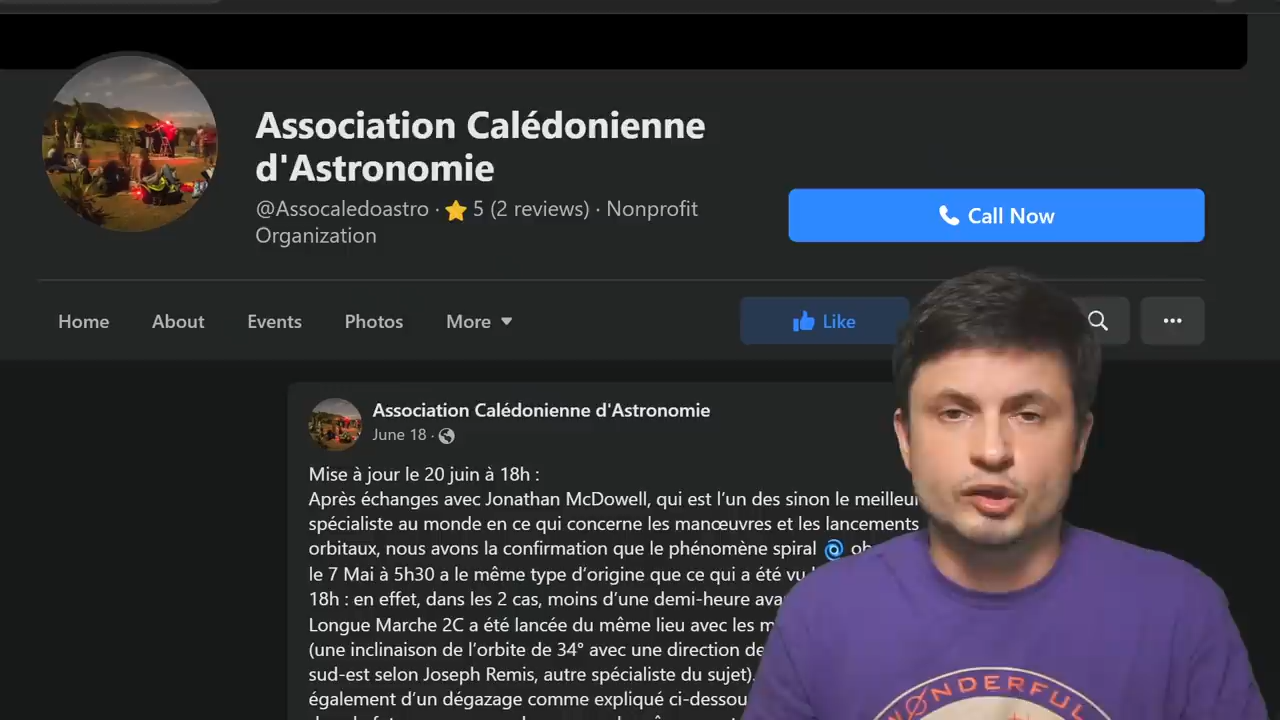 Association Calédonienne
d'Astronomie
@Assocaledoastro · ⭐ 5 (2 reviews) · Nonprofit
Organization
Call Now
Home About Events Photos More
Like
Association Calédonienne d'Astronomie
June 18 ·
Mise à jour le 20 juin à 18h :
Après échanges avec Jonathan McDowell, qui est l’un des sinon le meilleur
spécialiste au monde en ce qui concerne les manœuvres et les lancements
orbitaux, nous avons la confirmation que le phénomène spiral 🌀
le 7 Mai à 5h30 a le même type d’origine que ce qui a été vu
18h : en effet, dans les 2 cas, moins d’une demi-heure
Longue Marche 2C a été lancée du même lieu avec les
(une inclinaison de l’orbite de 34° avec une direction
sud-est selon Joseph Remis, autre spécialiste du sujet).
également d’un dégazage comme expliqué
WONDERFUL